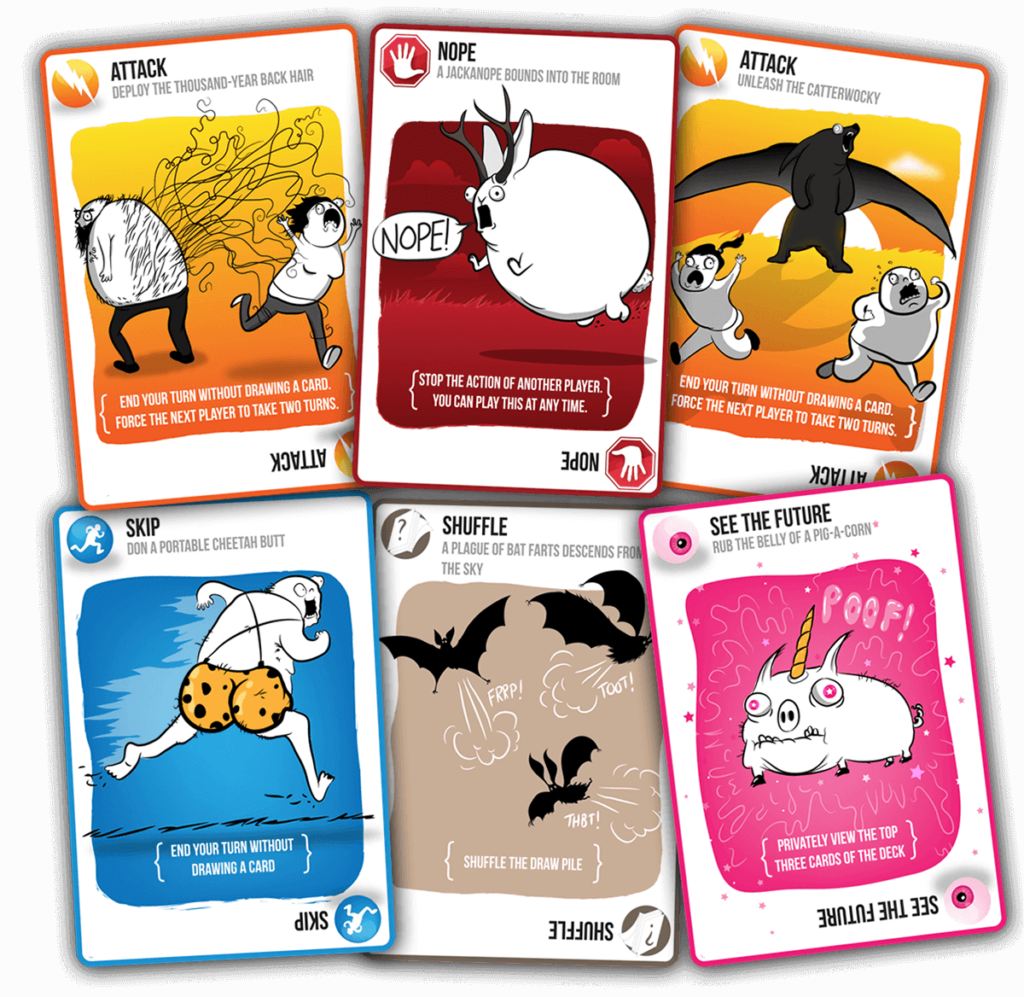 ATTACK
DEPLOY THE THOUSAND-YEAR BACK HAIR
END YOUR TURN WITHOUT DRAWING A CARD.
FORCE THE NEXT PLAYER TO TAKE TWO TURNS.
ATTACK
NOPE
A JACKANOPE BOUNDS INTO THE ROOM
NOPE!
STOP THE ACTION OF ANOTHER PLAYER.
YOU CAN PLAY THIS AT ANY TIME.
NOPE
ATTACK
UNLEASH THE CATTERWOCKY
END YOUR TURN WITHOUT DRAWING A CARD.
FORCE THE NEXT PLAYER TO TAKE TWO TURNS.
ATTACK
SKIP
DON A PORTABLE CHEETAH BUTT
END YOUR TURN WITHOUT
DRAWING A CARD
SKIP
?
SHUFFLE
A PLAGUE OF BAT FARTS DESCENDS FROM
THE SKY
FRRP!
TOOT!
THBT!
SHUFFLE THE DRAW PILE
SHUFFLE
?
SEE THE FUTURE
RUB THE BELLY OF A PIG-A-CORN*
POOF!
PRIVATELY VIEW THE TOP
THREE CARDS OF THE DECK
SEE THE FUTURE